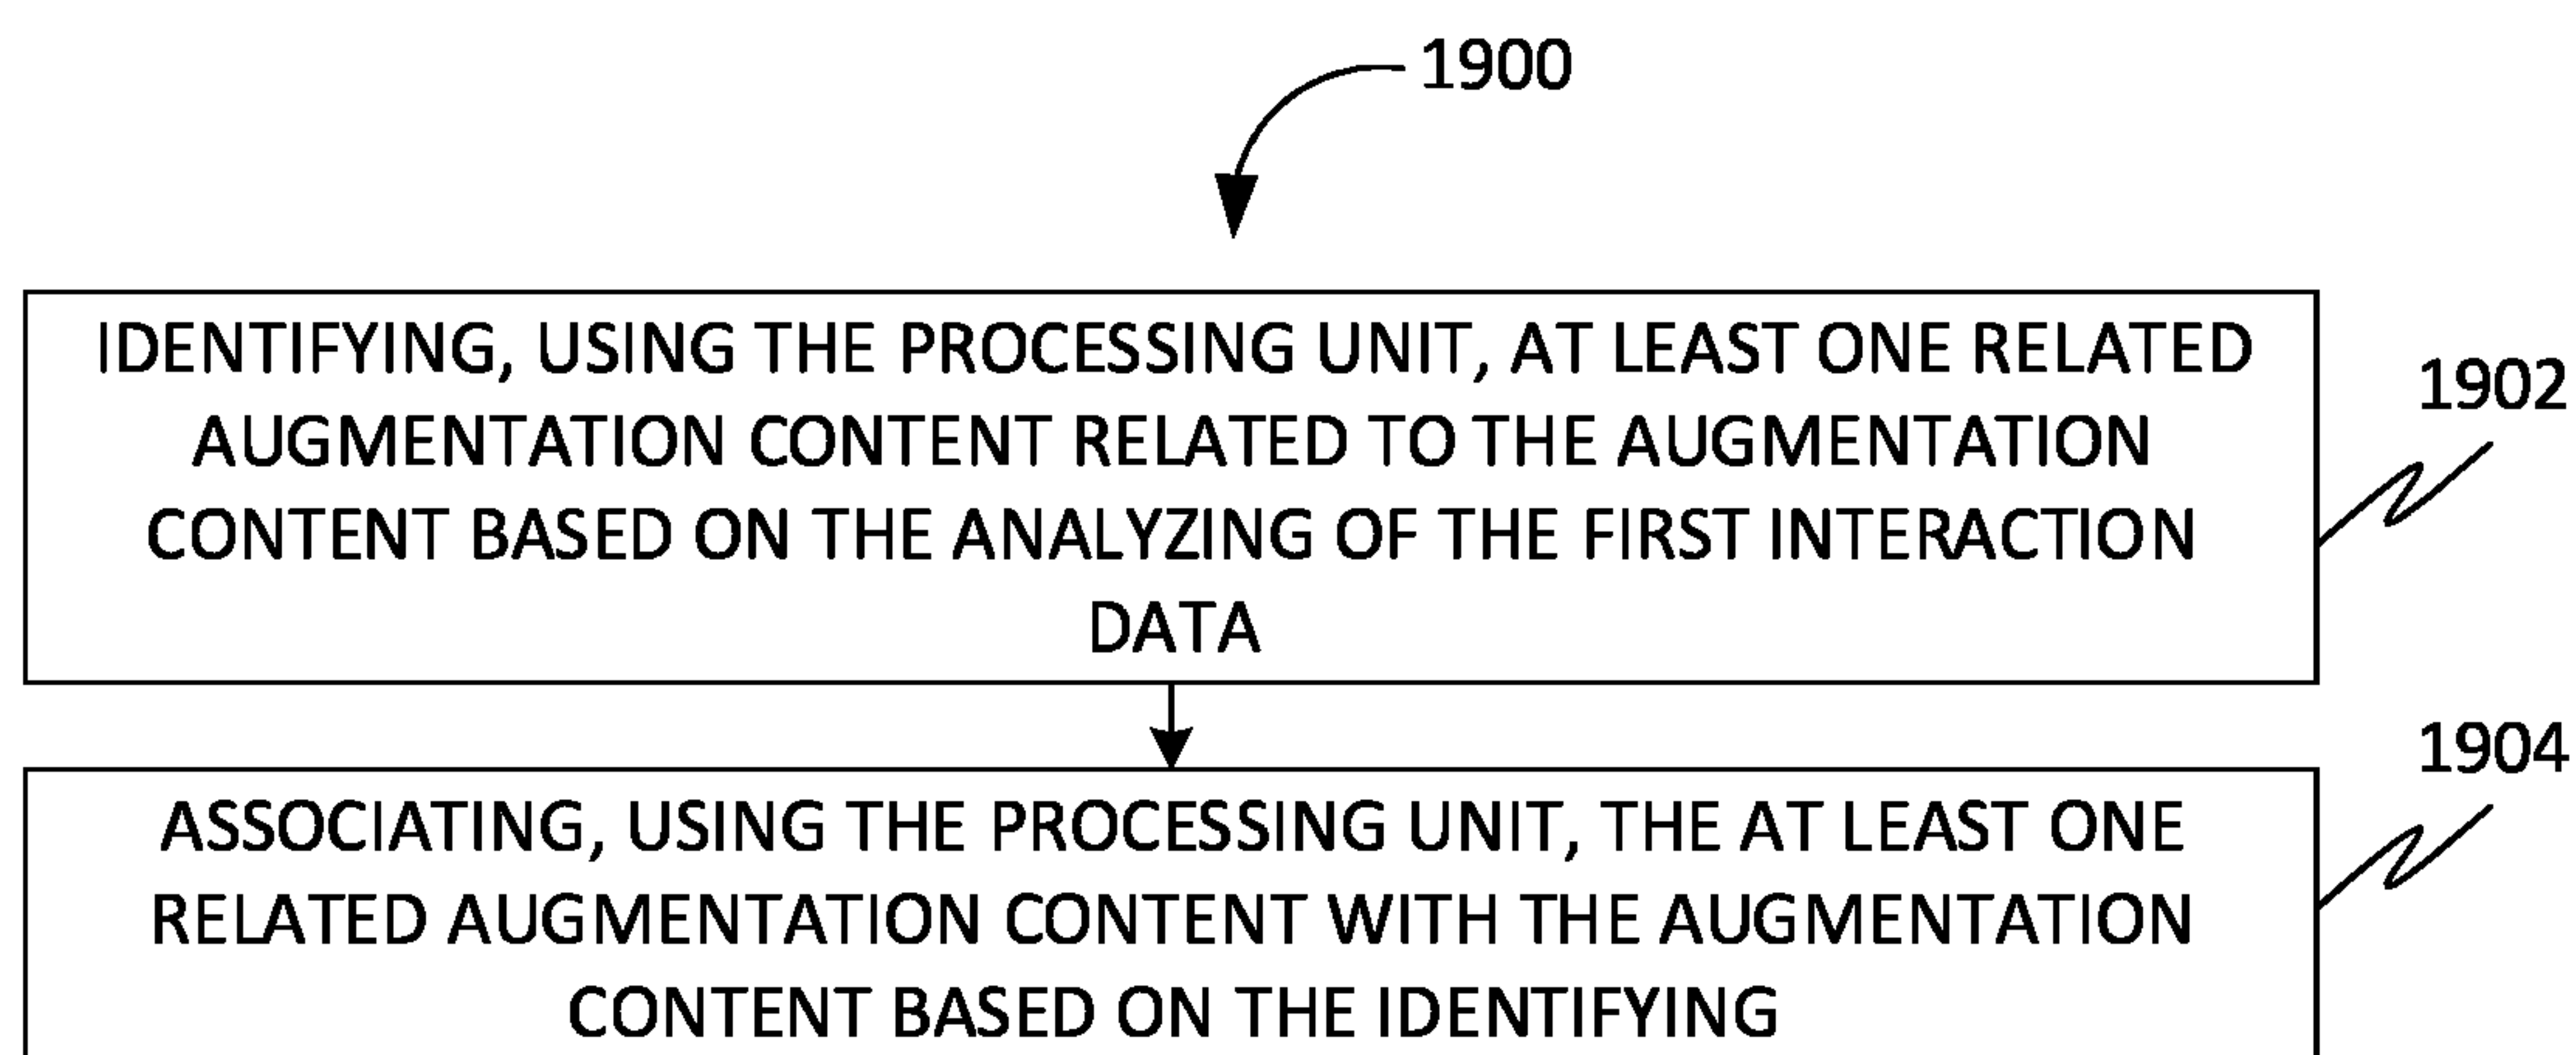 1900
IDENTIFYING, USING THE PROCESSING UNIT, AT LEAST ONE RELATED
AUGMENTATION CONTENT RELATED TO THE AUGMENTATION
CONTENT BASED ON THE ANALYZING OF THE FIRST INTERACTION
DATA
1902
ASSOCIATING, USING THE PROCESSING UNIT, THE AT LEAST ONE
RELATED AUGMENTATION CONTENT WITH THE AUGMENTATION
CONTENT BASED ON THE IDENTIFYING
1904